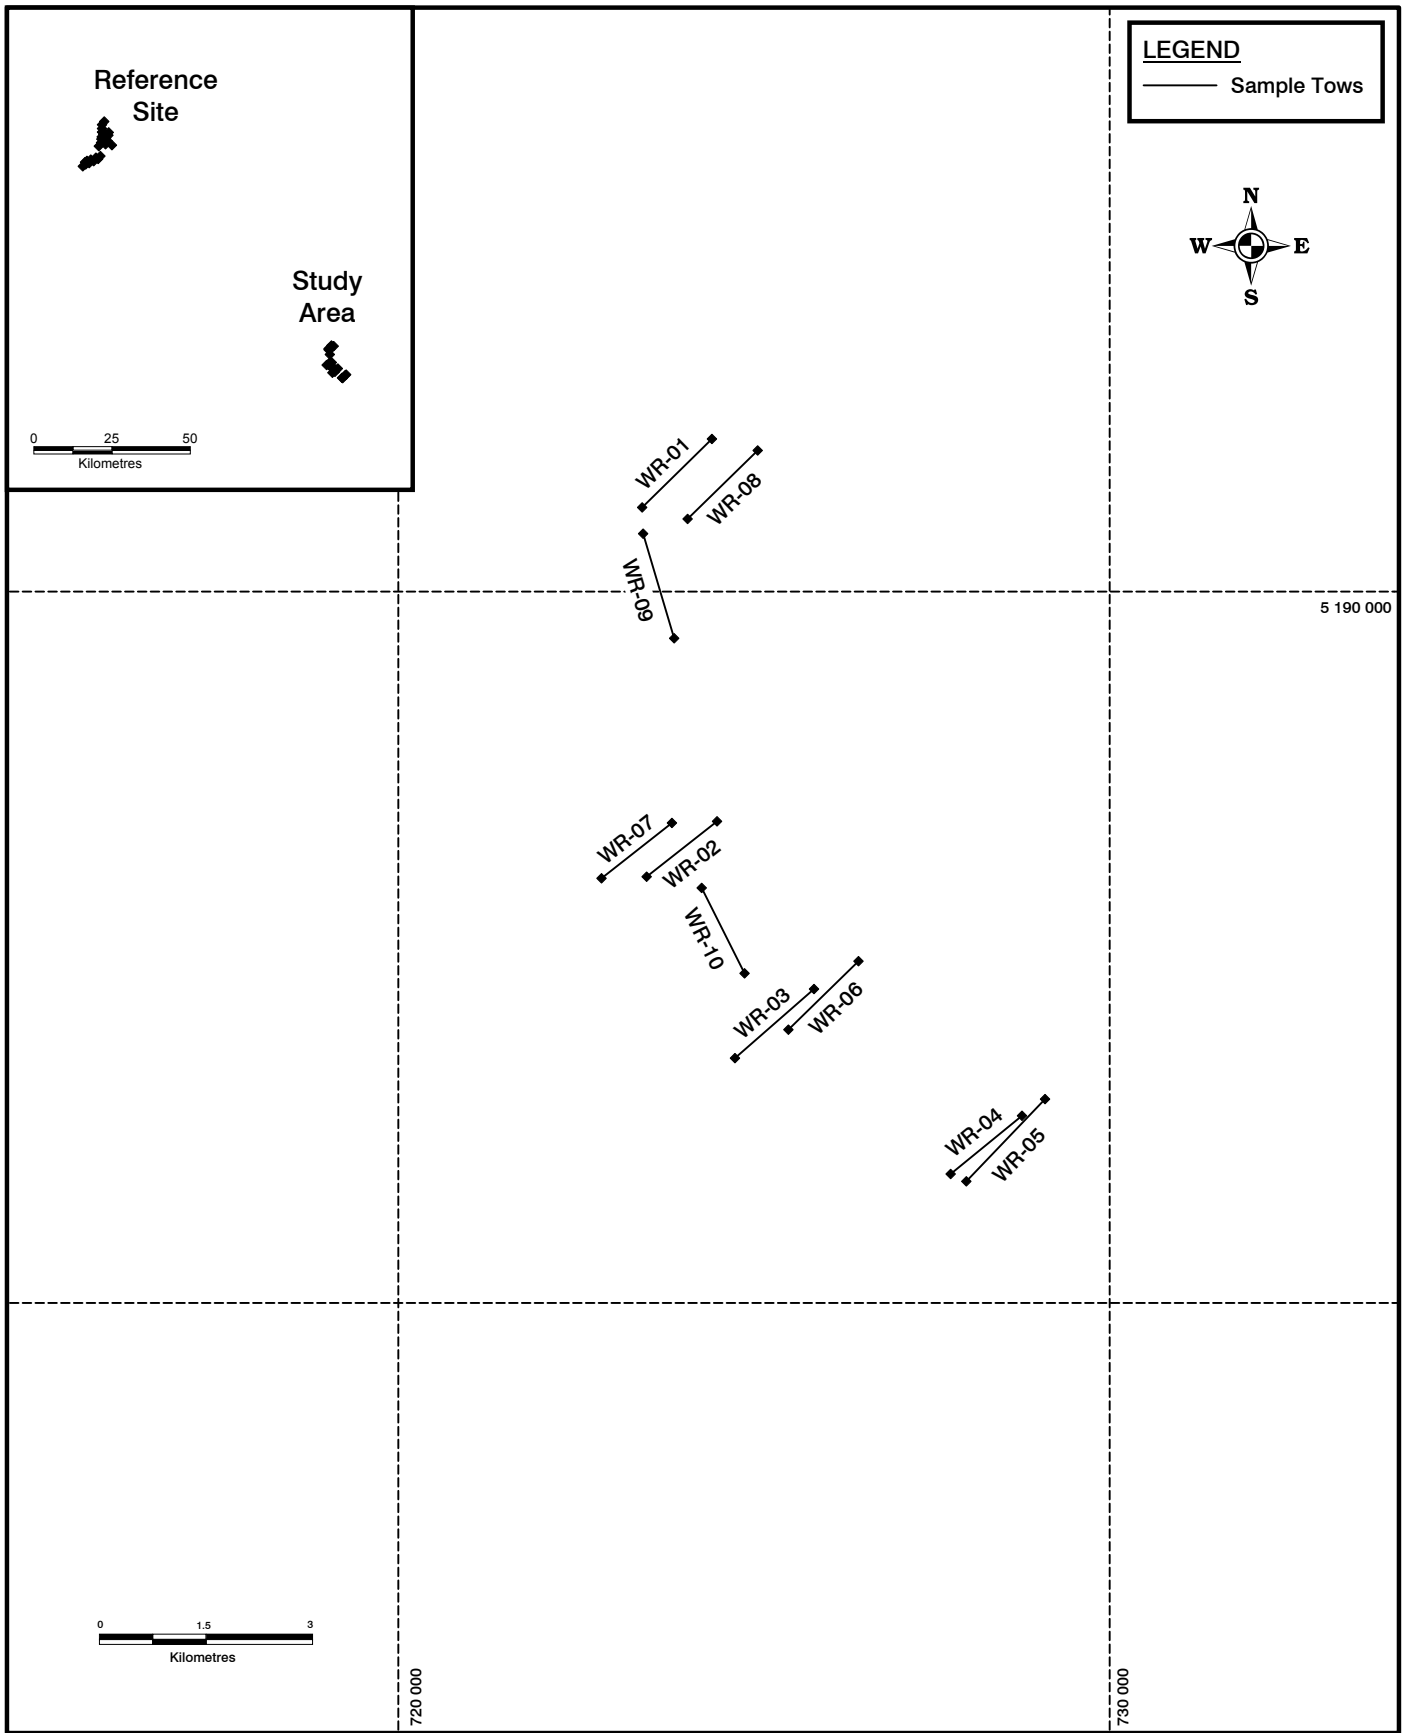 Reference
Site
Study
Area
0 25 50
Kilometres
LEGEND
Sample Tows
N
W E
S
WR-01
WR-08
WR-09
5 190 000
WR-07
WR-02
WR-10
WR-03
WR-06
WR-04
WR-05
0 1.5 3
Kilometres
720 000
730 000